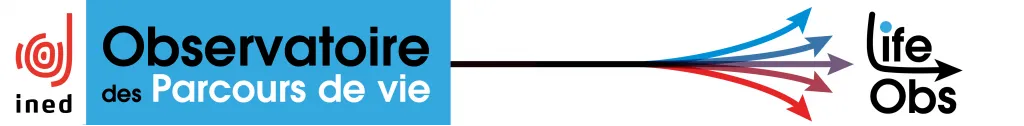 ined
Observatoire
des Parcours de vie
Life
Obs